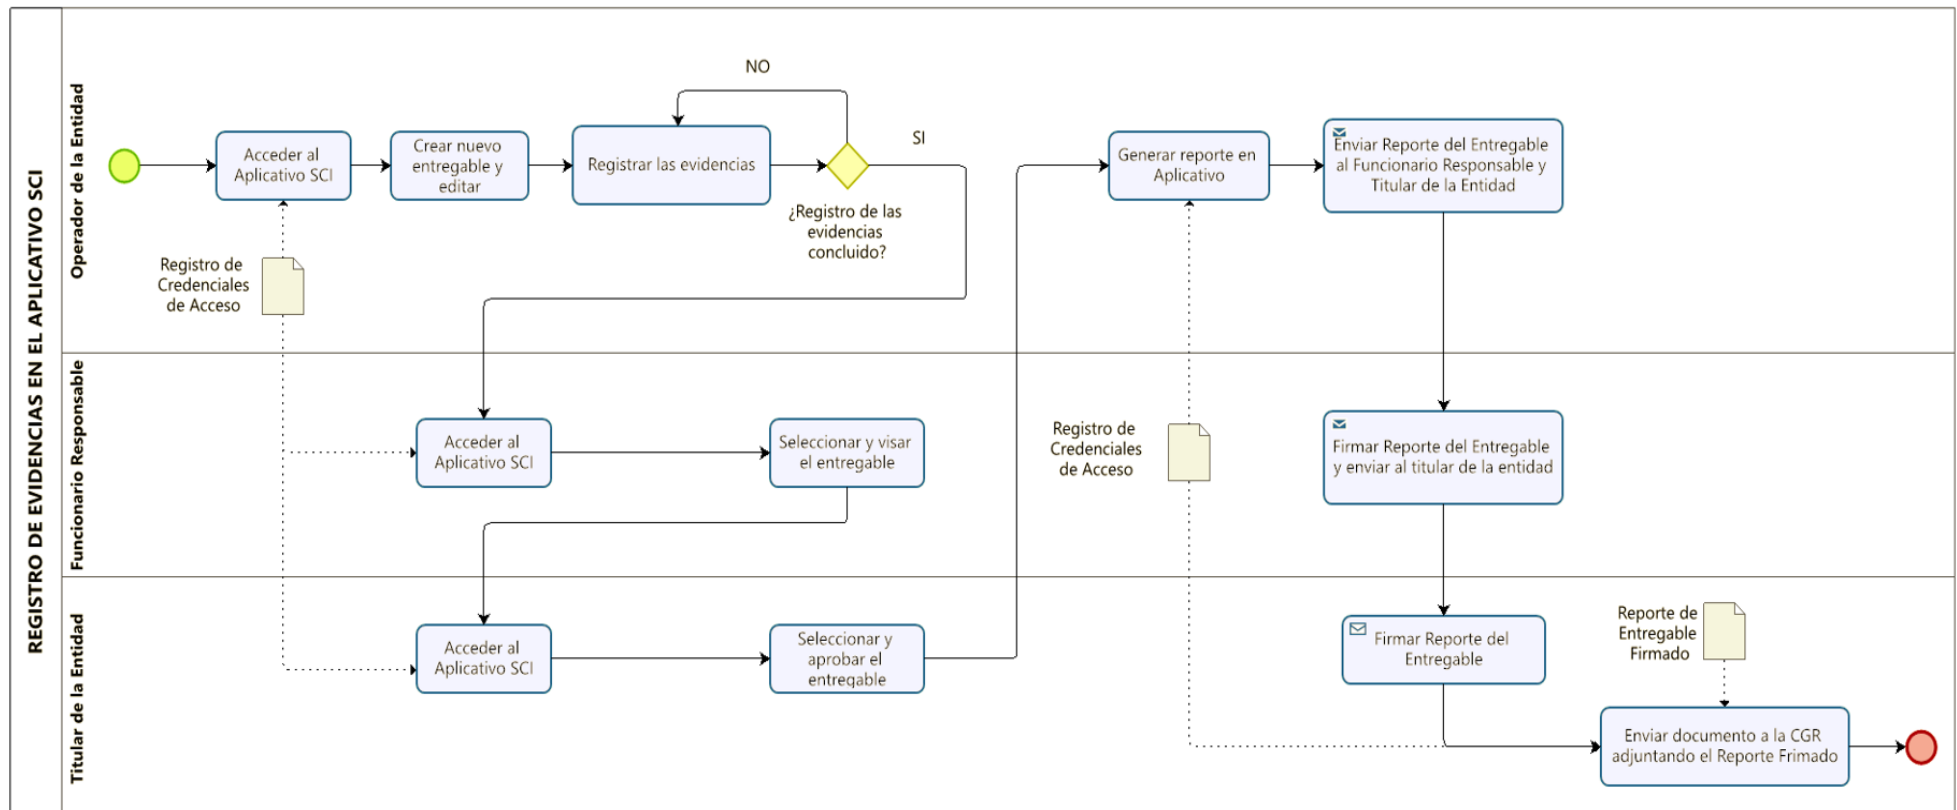 REGISTRO DE EVIDENCIAS EN EL APLICATIVO SCI
Operador de la Entidad
Acceder al
Aplicativo SCI
Crear nuevo
entregable y
editar
Registrar las evidencias
NO
SI
¿Registro de las
evidencias
concluido?
Registro de
Credenciales
de Acceso
Generar reporte en
Aplicativo
Enviar Reporte del Entregable
al Funcionario Responsable y
Titular de la Entidad
Funcionario Responsable
Acceder al
Aplicativo SCI
Seleccionar y visar
el entregable
Registro de
Credenciales
de Acceso
Firmar Reporte del Entregable
y enviar al titular de la entidad
Titular de la Entidad
Acceder al
Aplicativo SCI
Seleccionar y
aprobar el
entregable
Firmar Reporte del
Entregable
Reporte de
Entregable
Firmado
Enviar documento a la CGR
adjuntando el Reporte Frimado